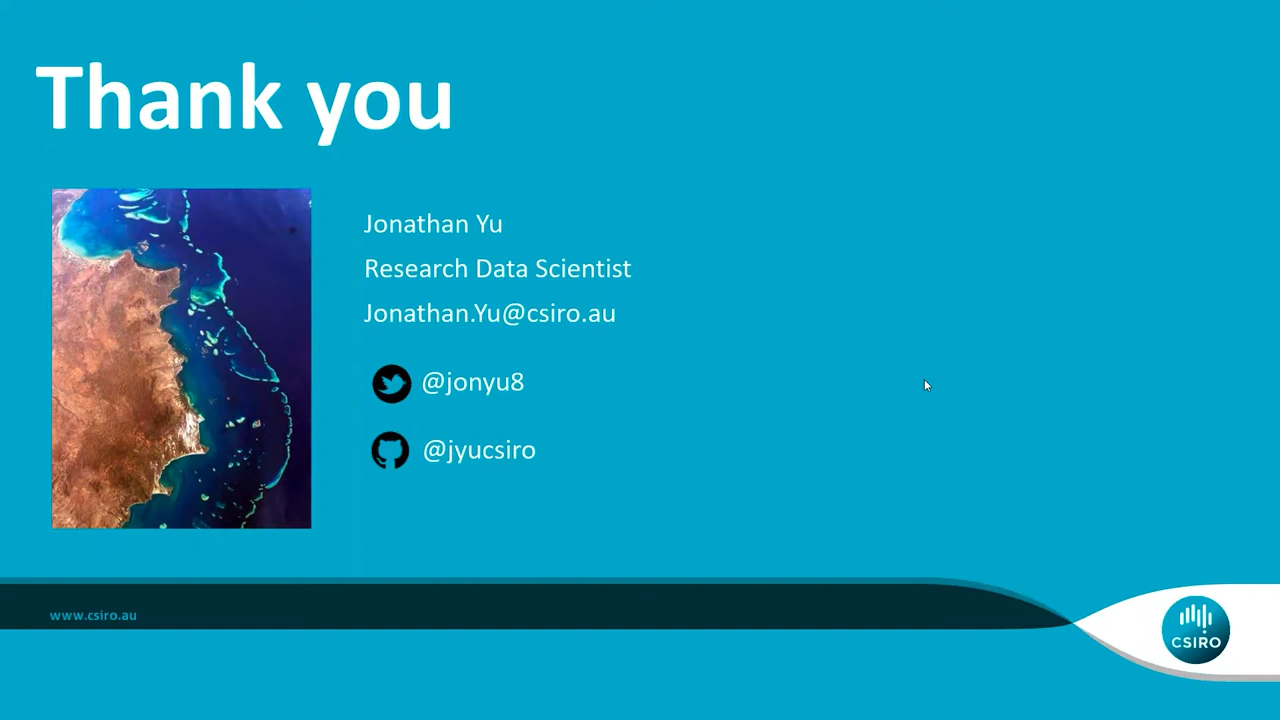 Thank you
Jonathan Yu
Research Data Scientist
Jonathan.Yu@csiro.au
@jonyu8
@jyucsiro
www.csiro.au
CSIRO